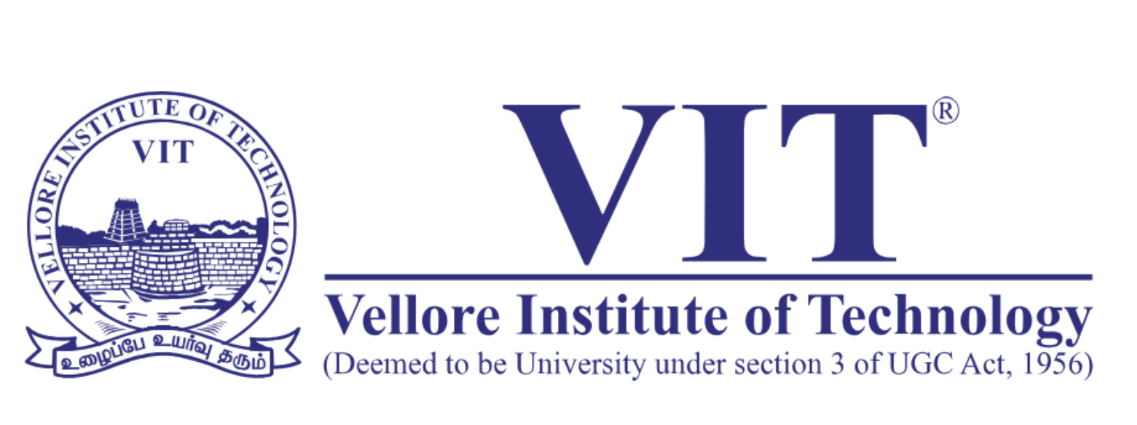 VELLORE INSTITUTE OF TECHNOLOGY
VIT
உழைப்பே உயர்வு தரும்
VIT®
Vellore Institute of Technology
(Deemed to be University under section 3 of UGC Act, 1956)